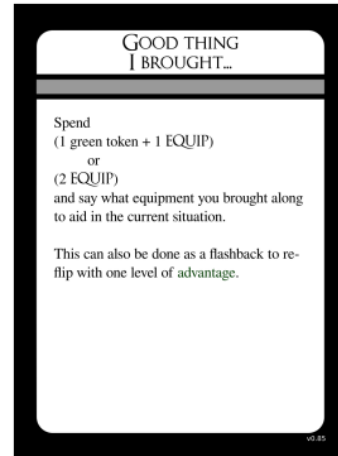 GOOD THING
I BROUGHT...
Spend
(1 green token + 1 EQUIP)
or
(2 EQUIP)
and say what equipment you brought along
to aid in the current situation.
This can also be done as a flashback to re-
flip with one level of advantage.
v0.85